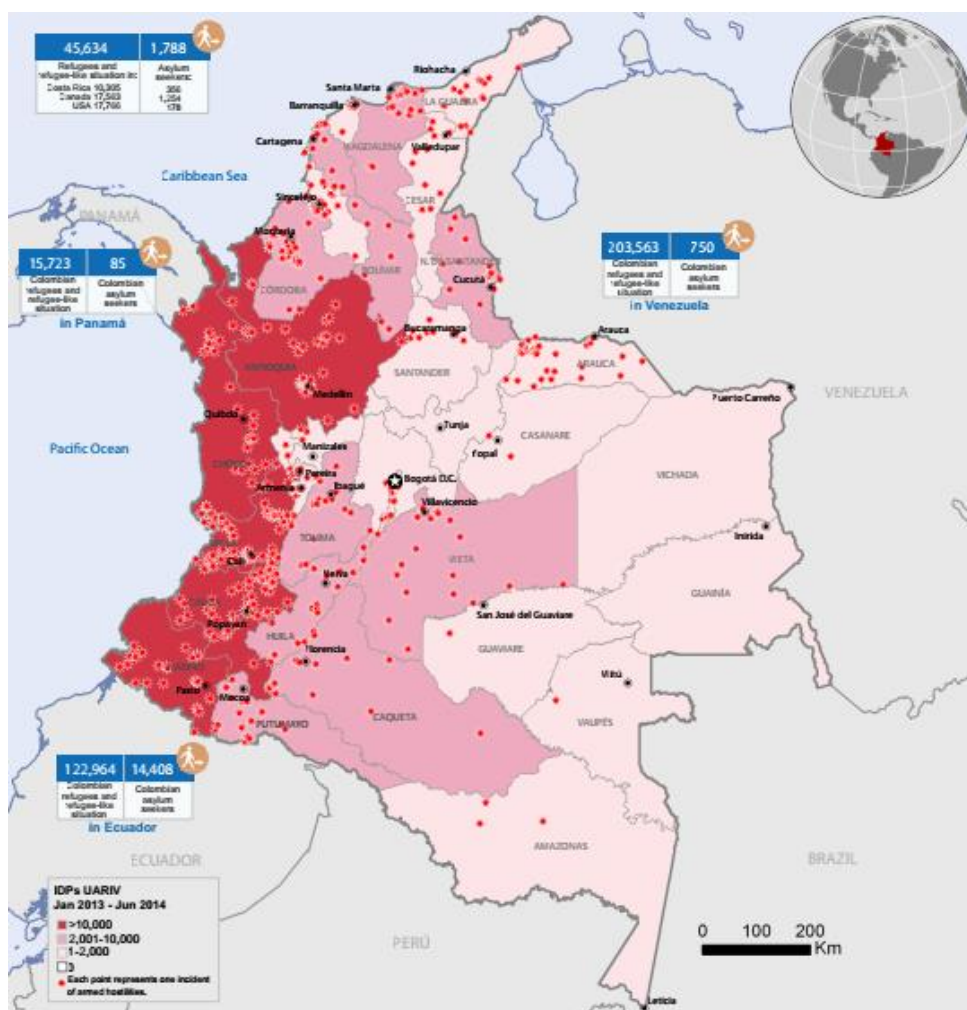 45,634 1,788
Refugees and
refugee-like situation in:
Costa Rica 10,305
Canada 17,563
USA 17,766
Asylum
seekers:
356
1,254
178
Riohacha
Santa Marta
LA GUAJIRA
Barranquilla
Cartagena
MAGDALENA
Valledupar
Caribbean Sea
CESAR
Sincelejo
PANAMÁ
Montería
203,563 750
Colombian
refugees and
refugee-like
situation
Colombian
asylum
seekers
in Venezuela
15,723 85
Colombian
refugees and
refugee-like
situation
Colombian
asylum
seekers
in Panamá
BOLIVAR
N. DE SANTANDER
Cucutá
CÓRDOBA
Bucaramanga
Arauca
ARAUCA
ANTIOQUIA
SANTANDER
Medellín
Puerto Carreño
VENEZUELA
Quibdó
Tunja
CASANARE
Pacific Ocean
Manizales
Yopal
CHOCÓ
Pereira
VICHADA
Armenia
Ibagué
Bogotá D.C.
Villavicencio
Inírida
TOLIMA
Cali
META
Neiva
GUAINÍA
Popayán
San José del Guaviare
HUILA
Florencia
GUAVIARE
Mitú
Pasto
Mocoa
PUTUMAYO
CAQUETA
VAUPÉS
122,964 14,408
Colombian
refugees and
refugee-like
situation
Colombian
asylum
seekers
in Ecuador
ECUADOR
AMAZONAS
BRAZIL
IDPs UARIV
Jan 2013 - Jun 2014
>10,000
2,001-10,000
1-2,000
0
Each point represents one incident
of armed hostilities.
PERÚ
0 100 200
Km
Leticia